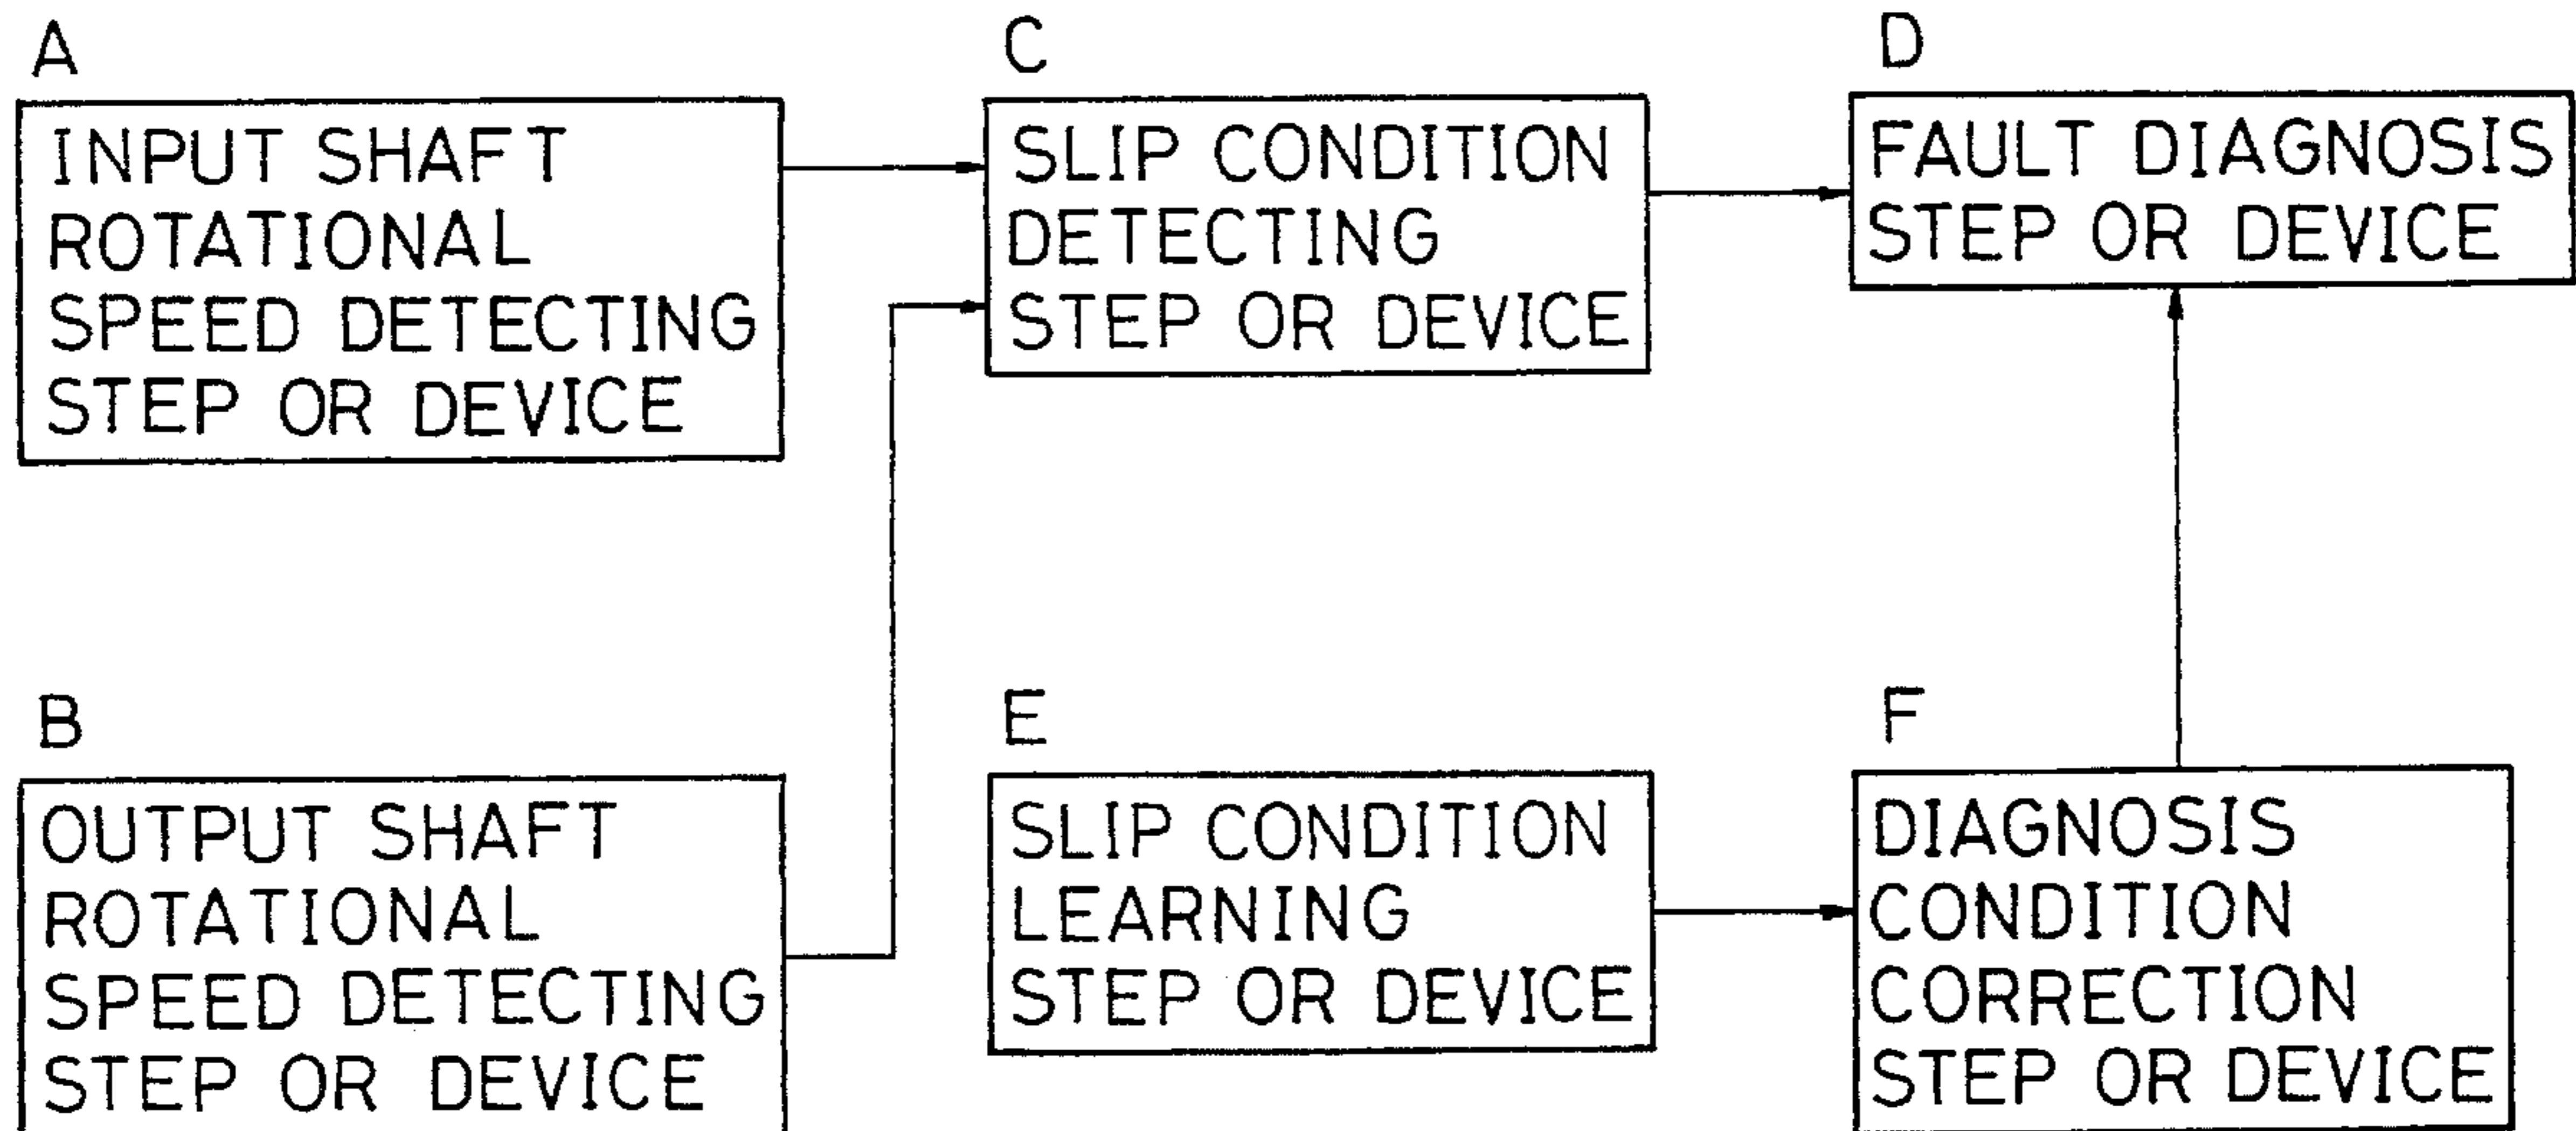 A
INPUT SHAFT
ROTATIONAL
SPEED DETECTING
STEP OR DEVICE
C
SLIP CONDITION
DETECTING
STEP OR DEVICE
D
FAULT DIAGNOSIS
STEP OR DEVICE
B
OUTPUT SHAFT
ROTATIONAL
SPEED DETECTING
STEP OR DEVICE
E
SLIP CONDITION
LEARNING
STEP OR DEVICE
F
DIAGNOSIS
CONDITION
CORRECTION
STEP OR DEVICE